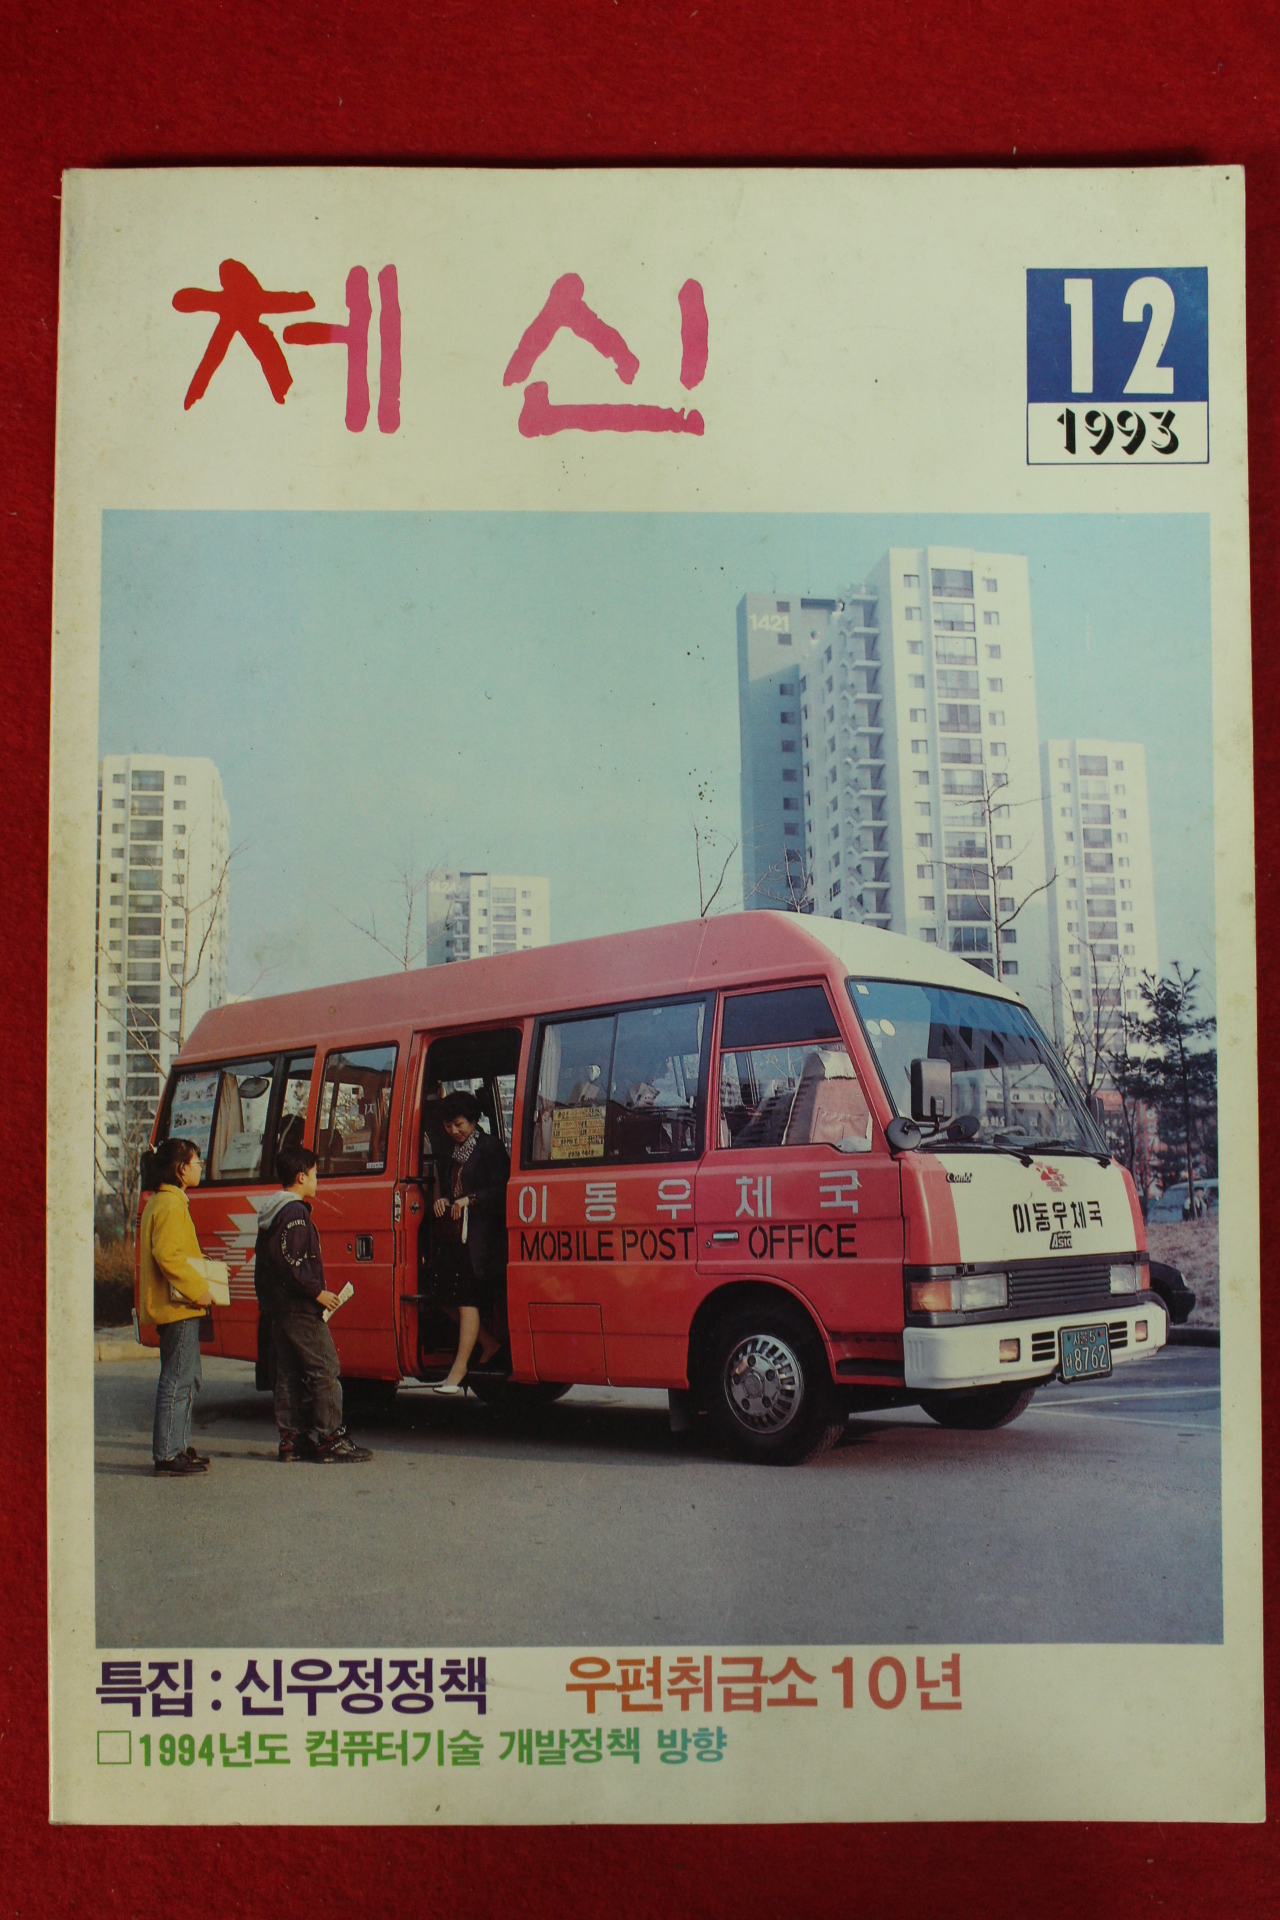 체신
12
1993
1421
이동우체국
MOBILE POST OFFICE
Combi
이동우체국
ASIA
8762
특집 : 신우정정책 우편취급소 10년
□1994년도 컴퓨터기술 개발정책 방향